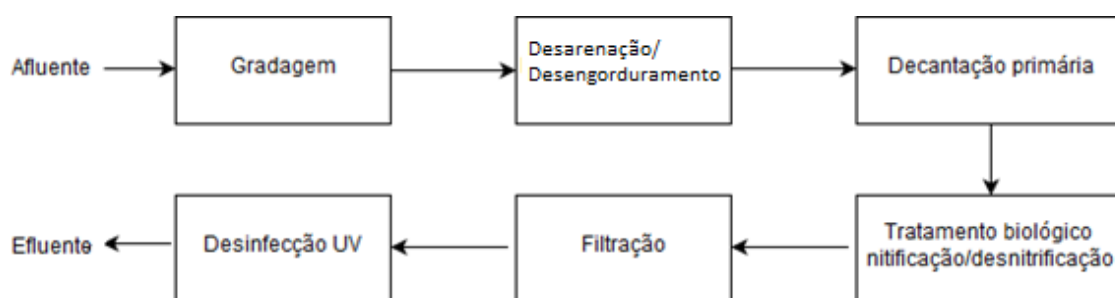 Afluente
Gradagem
Desarenação/
Desengorduramento
Decantação primária
Tratamento biológico
nitificação/desnitrificação
Filtração
Desinfecção UV
Efluente